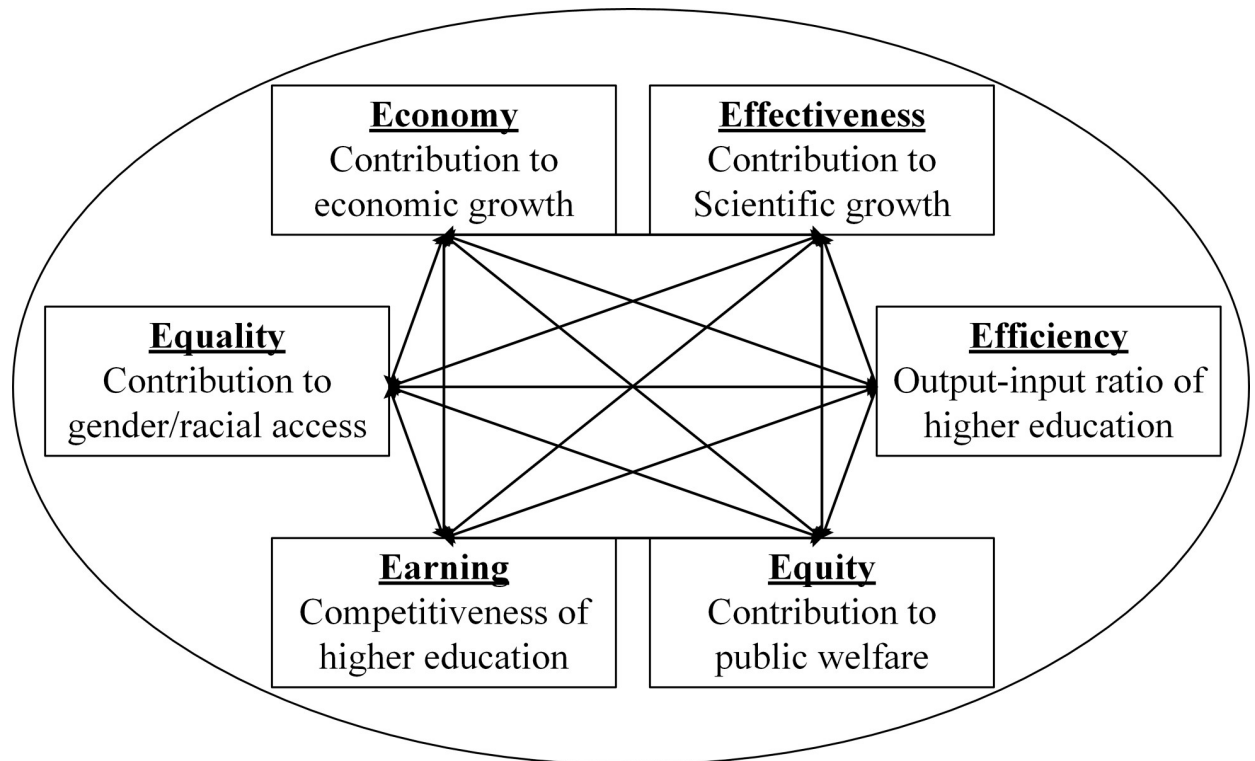 Economy
Contribution to
economic growth
Effectiveness
Contribution to
Scientific growth
Equality
Contribution to
gender/racial access
Efficiency
Output-input ratio of
higher education
Earning
Competitiveness of
higher education
Equity
Contribution to
public welfare